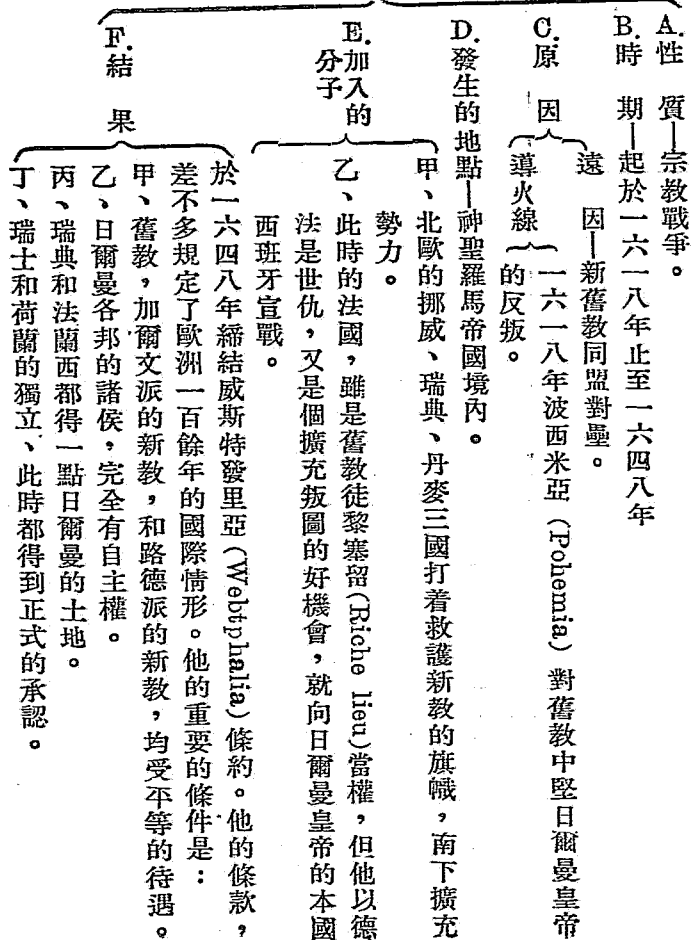 A. 性質—宗教戰爭。
B. 時期—起於一六一八年止至一六四八年
C. 原因
遠因—新舊教同盟對壘。
導火線
一六一八年波西米亞（Pohemia）對舊教中堅日爾曼皇帝
的反叛。
D. 發生的地點—神聖羅馬帝國境內。
E. 加入的
分子
甲、北歐的挪威、瑞典、丹麥三國打着救護新教的旗幟，南下擴充
勢力。
乙、此時的法國，雖是舊教徒黎塞留(Riche lieu)當權，但他以德
法是世仇，又是個擴充叛圖的好機會，就向日爾曼皇帝的本國
西班牙宣戰。
F. 結果
於一六四八年締結威斯特發里亞(Webtphalia)條約。他的條款，
差不多規定了歐洲一百餘年的國際情形。他的重要的條件是：
甲、舊教，加爾文派的新教，和路德派的新教，均受平等的待遇。
乙、日爾曼各邦的諸侯，完全有自主權。
丙、瑞典和法蘭西都得一點日爾曼的土地。
丁、瑞士和荷蘭的獨立、此時都得到正式的承認。